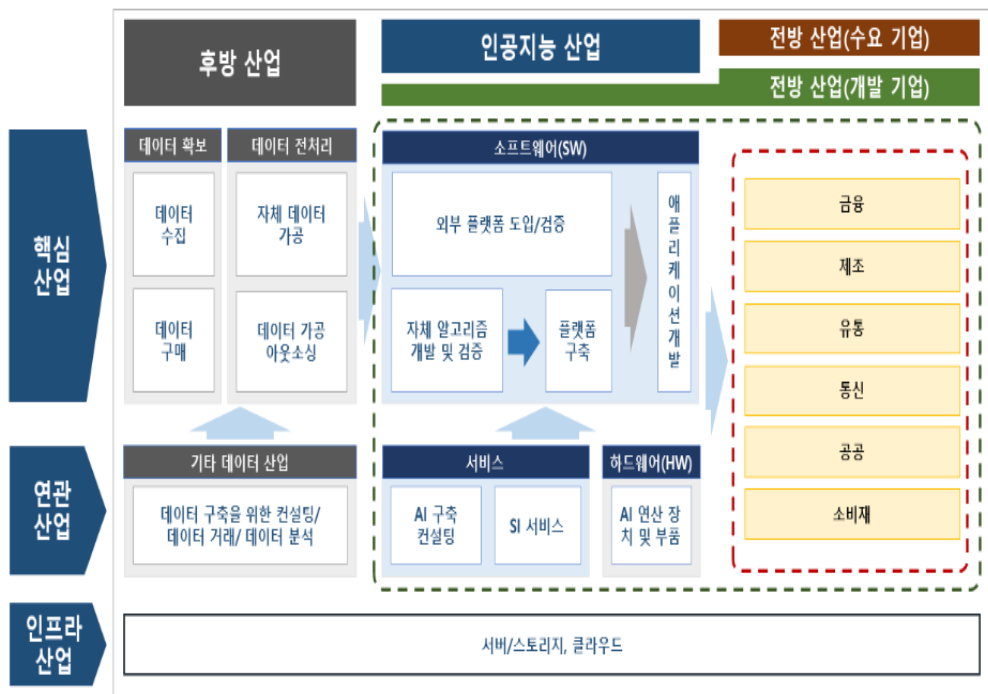 후방 산업
인공지능 산업
전방 산업(수요 기업)
전방 산업(개발 기업)
핵심
산업
데이터 확보
데이터 전처리
데이터
수집
자체 데이터
가공
데이터
구매
데이터 가공
아웃소싱
소프트웨어(SW)
외부 플랫폼 도입/검증
자체 알고리즘
개발 및 검증
플랫폼
구축
애플리케이션개발
금융
제조
유통
통신
공공
소비재
연관
산업
기타 데이터 산업
데이터 구축을 위한 컨설팅/
데이터 거래/ 데이터 분석
서비스
AI 구축
컨설팅
SI 서비스
하드웨어(HW)
AI 연산 장
치 및 부품
인프라
산업
서버/스토리지, 클라우드